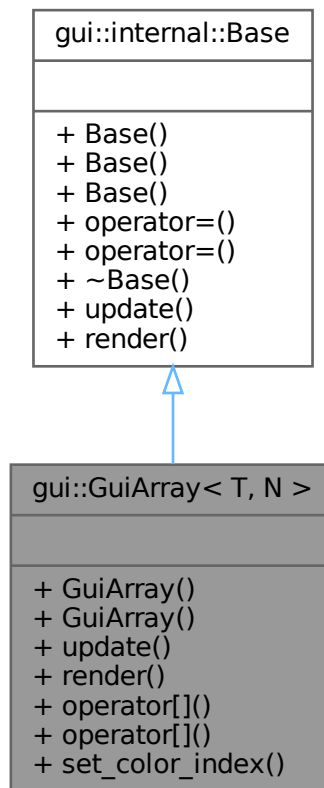 gui::internal::Base
+ Base()
+ Base()
+ Base()
+ operator=()
+ operator=()
+ ~Base()
+ update()
+ render()
gui::GuiArray< T, N >
+ GuiArray()
+ GuiArray()
+ update()
+ render()
+ operator[]()
+ operator[]()
+ set_color_index()